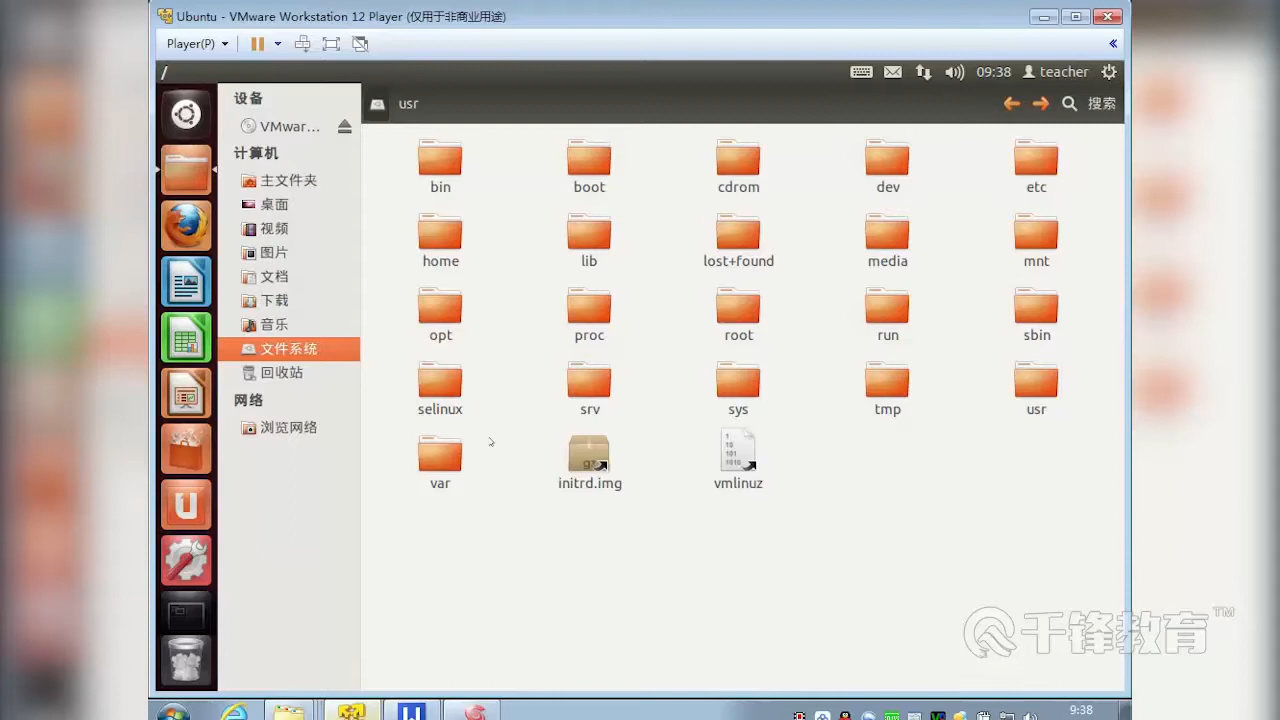 Ubuntu - VMware Workstation 12 Player (仅用于非商业用途)
Player(P)
/
09:38
teacher
设备
VMwar...
计算机
主文件夹
桌面
视频
图片
文档
下载
音乐
文件系统
回收站
网络
浏览网络
usr
搜索
bin
boot
cdrom
dev
etc
home
lib
lost+found
media
mnt
opt
proc
root
run
sbin
selinux
srv
sys
tmp
usr
var
initrd.img
vmlinuz
千锋教育™
9:38